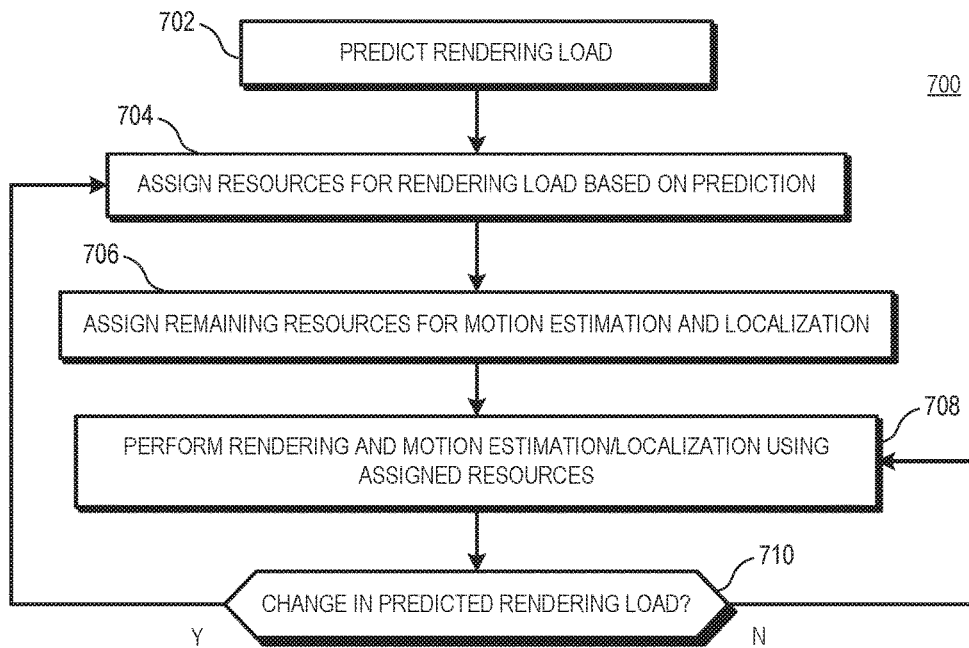 702
PREDICT RENDERING LOAD
700
704
ASSIGN RESOURCES FOR RENDERING LOAD BASED ON PREDICTION
706
ASSIGN REMAINING RESOURCES FOR MOTION ESTIMATION AND LOCALIZATION
708
PERFORM RENDERING AND MOTION ESTIMATION/LOCALIZATION USING
ASSIGNED RESOURCES
710
CHANGE IN PREDICTED RENDERING LOAD?
Y
N